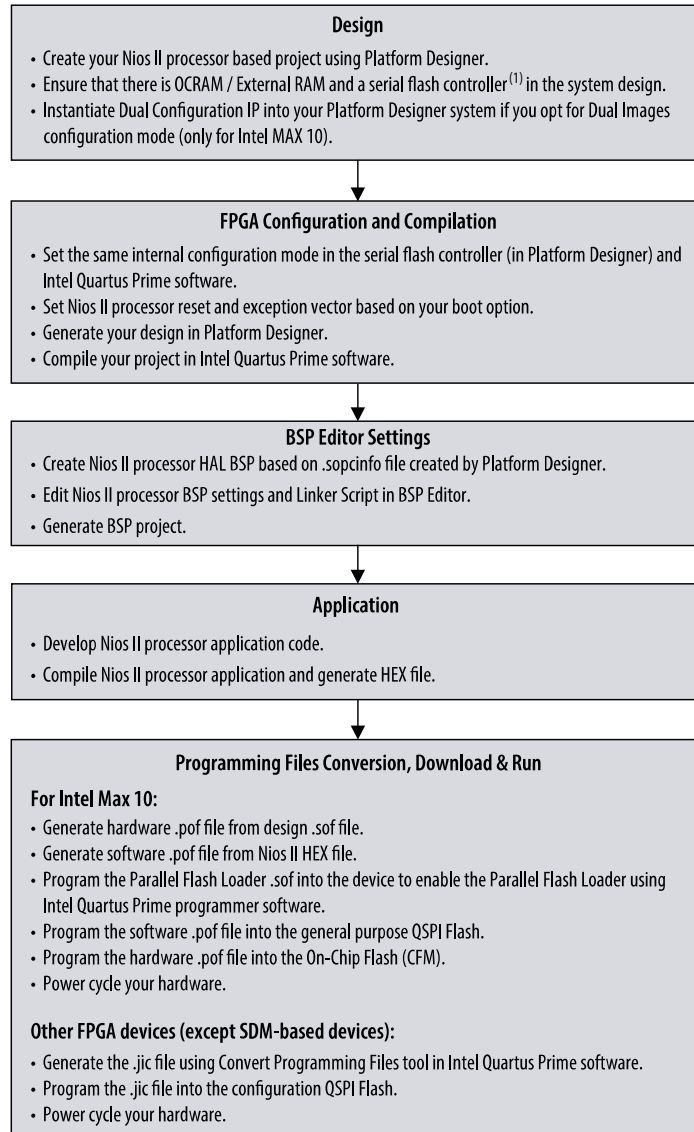 Design
• Create your Nios II processor based project using Platform Designer.
• Ensure that there is OCRAM / External RAM and a serial flash controller(1) in the system design.
• Instantiate Dual Configuration IP into your Platform Designer system if you opt for Dual Images
configuration mode (only for Intel MAX 10).
FPGA Configuration and Compilation
• Set the same internal configuration mode in the serial flash controller (in Platform Designer) and
Intel Quartus Prime software.
• Set Nios II processor reset and exception vector based on your boot option.
• Generate your design in Platform Designer.
• Compile your project in Intel Quartus Prime software.
BSP Editor Settings
• Create Nios II processor HAL BSP based on .sopcinfo file created by Platform Designer.
• Edit Nios II processor BSP settings and Linker Script in BSP Editor.
• Generate BSP project.
Application
• Develop Nios II processor application code.
• Compile Nios II processor application and generate HEX file.
Programming Files Conversion, Download & Run
For Intel Max 10:
• Generate hardware .pof file from design .sof file.
• Generate software .pof file from Nios II HEX file.
• Program the Parallel Flash Loader .sof into the device to enable the Parallel Flash Loader using
Intel Quartus Prime programmer software.
• Program the software .pof file into the general purpose QSPI Flash.
• Program the hardware .pof file into the On-Chip Flash (CFM).
• Power cycle your hardware.
Other FPGA devices (except SDM-based devices):
• Generate the .jic file using Convert Programming Files tool in Intel Quartus Prime software.
• Program the .jic file into the configuration QSPI Flash.
• Power cycle your hardware.